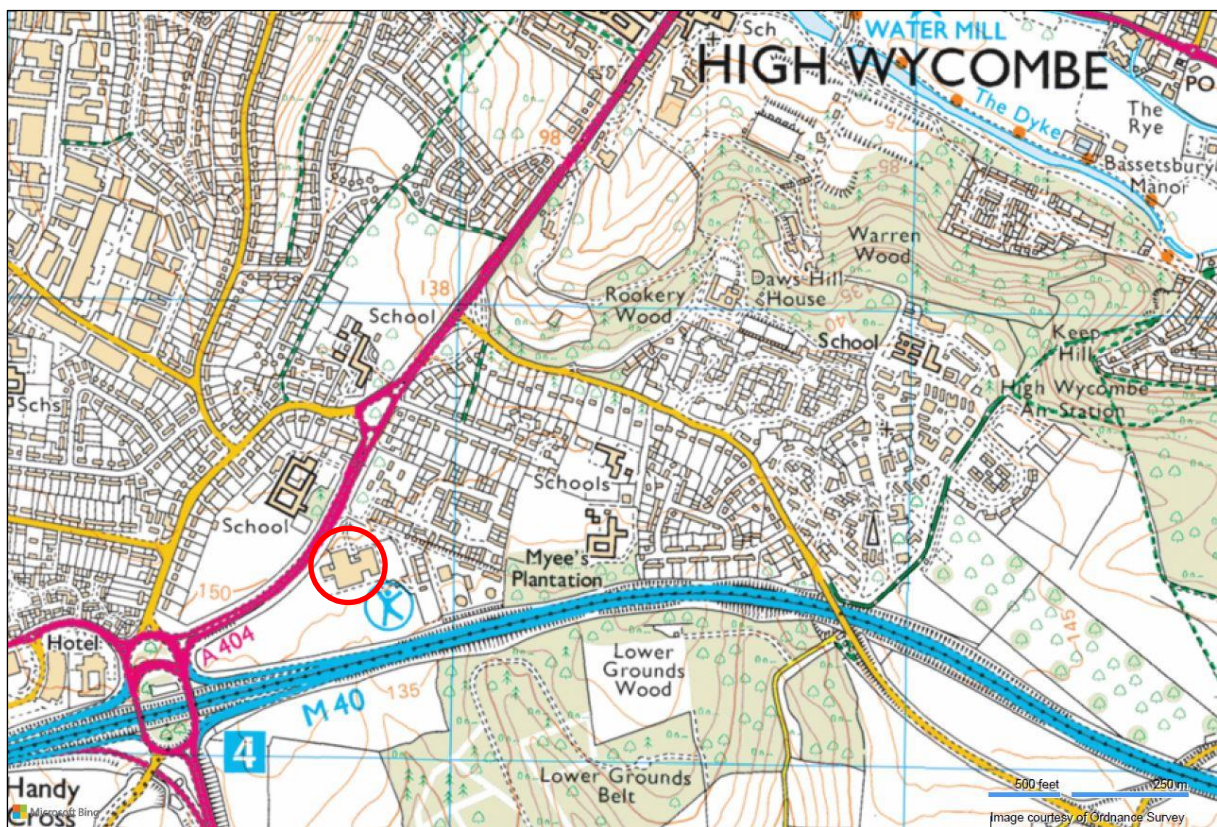 Sch
WATER MILL
HIGH WYCOMBE
PO
The Dyke
The
Rye
Bassetsbury
Manor
98
75
88
Warren
Wood
Daws Hill
House
Rookery
Wood
135
140
138
School
School
Keep
Hill
High Wycombe
Air Station
Schs
Schools
School
Myee's
Plantation
150
Hotel
A 404
M 40
135
145
Lower
Grounds
Wood
4
Lower Grounds
Belt
Handy
Cross
Microsoft Bing
500 feet
250 m
Image courtesy of Ordnance Survey